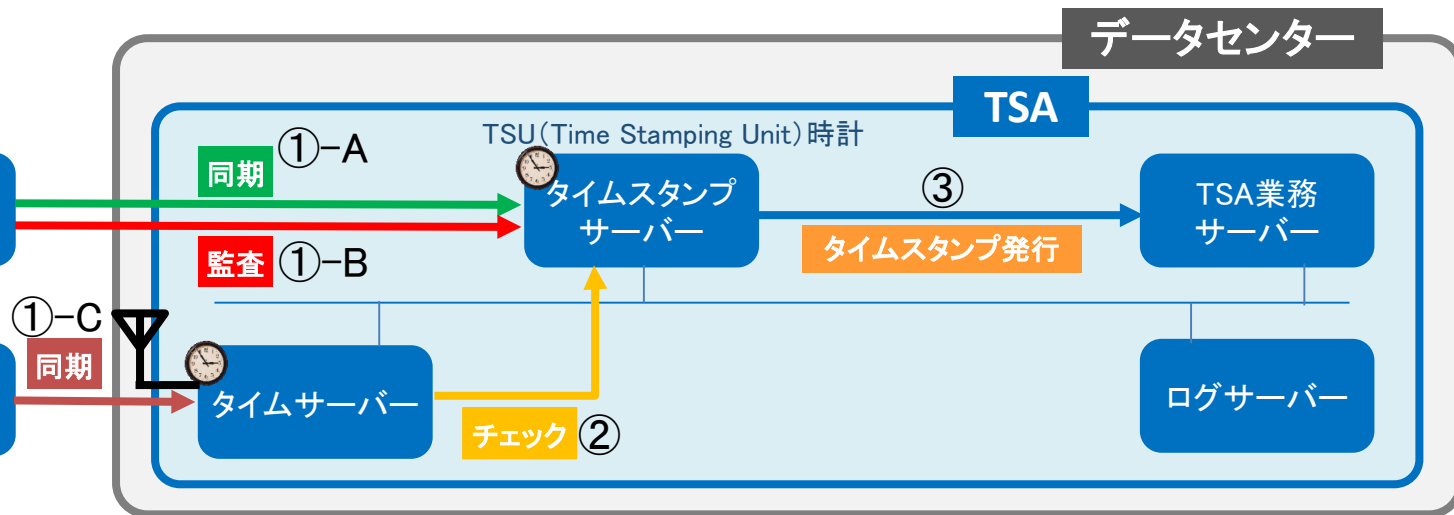 データセンター
TSA
TSU(Time Stamping Unit)時計
①-A
同期
タイムスタンプ
サーバー
③
TSA業務
サーバー
監査
①-B
タイムスタンプ発行
①-C
同期
タイムサーバー
チェック
②
ログサーバー